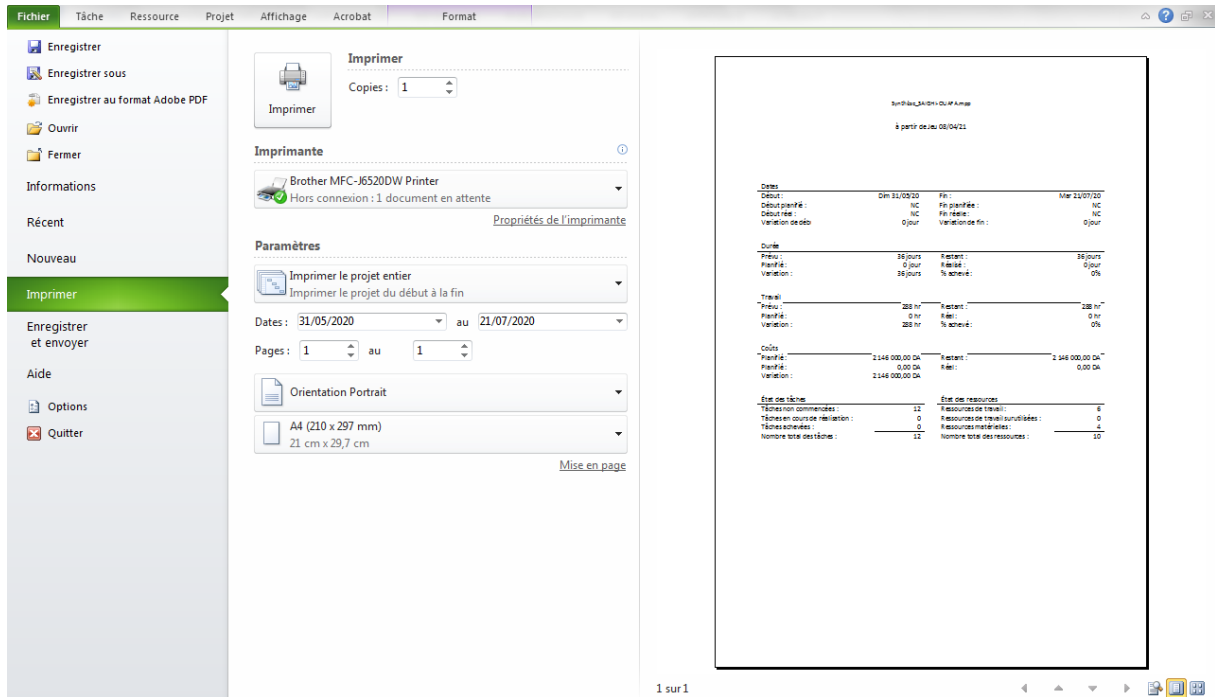 Fichier Tâche Ressource Projet Affichage Acrobat Format
Enregistrer
Enregistrer sous
Enregistrer au format Adobe PDF
Ouvrir
Fermer
Informations
Récent
Nouveau
Imprimer
Enregistrer
et envoyer
Aide
Options
Quitter
Imprimer
Copies : 1
Imprimer
Imprimante
Brother MFC-J6520DW Printer
Hors connexion : 1 document en attente
Propriétés de l'imprimante
Paramètres
Imprimer le projet entier
Imprimer le projet du début à la fin
Dates : 31/05/2020 au 21/07/2020
Pages : 1 au 1
Orientation Portrait
A4 (210 x 297 mm)
21 cm x 29,7 cm
Mise en page
à partir de Jeu 08/04/21
Dates
Début : Dim 31/05/20 Fin : Mar 21/07/20
Début planifié : NC Fin planifiée : NC
Début réel : NC Fin réelle : NC
Variation de déb 0 jour Variation de fin : 0 jour
Durée
Prévu : 36 jours Restant : 36 jours
Planifié : 0 jour Réalisé : 0 jour
Variation : 36 jours % achevé : 0%
Travail
Prévu : 288 hr Restant : 288 hr
Planifié : 0 hr Réel : 0 hr
Variation : 288 hr % achevé : 0%
Coûts
Planifié : 2 146 000,00 DA Restant : 2 146 000,00 DA
Planifié : 0,00 DA Réel : 0,00 DA
Variation : 2 146 000,00 DA
État des tâches État des ressources
Tâches non commencées : 12 Ressources de travail : 6
Tâches en cours de réalisation : 0 Ressources de travail surutilisées : 0
Tâches achevées : 0 Ressources matérielles : 4
Nombre total des tâches : 12 Nombre total des ressources : 10
1 sur 1